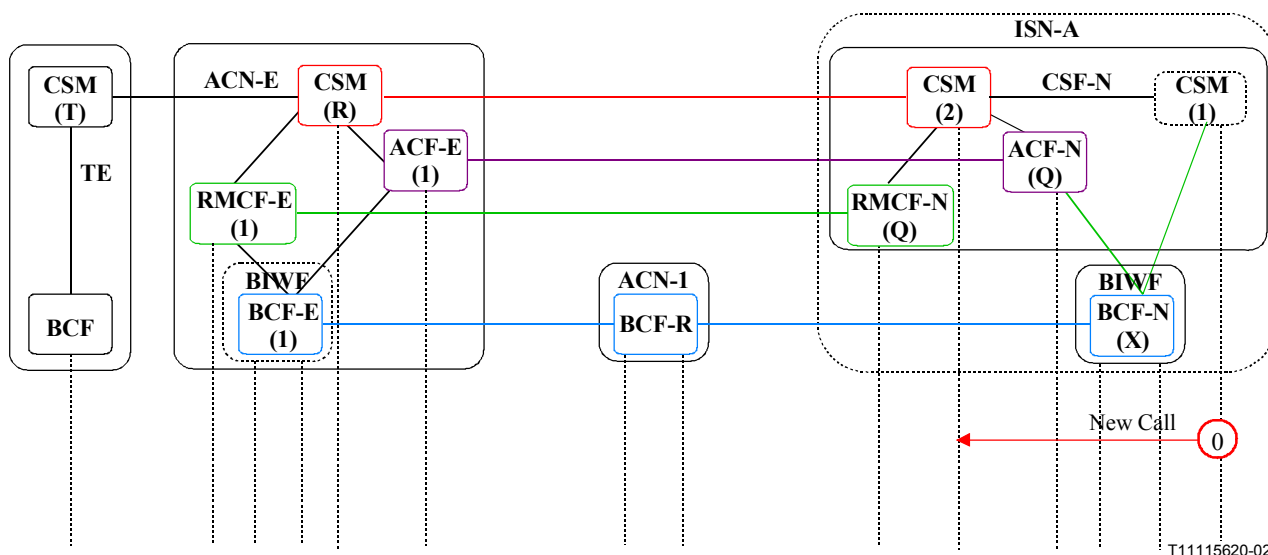 ISN-A
ACN-E
CSM
(T)
CSM
(R)
CSM
(2)
CSF-N
CSM
(1)
TE
ACF-E
(1)
ACF-N
(Q)
RMCF-E
(1)
RMCF-N
(Q)
BIWF
ACN-1
BIWF
BCF
BCF-E
(1)
BCF-R
BCF-N
(X)
New Call
0
T11115620-02